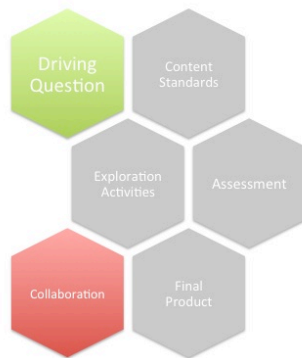 Driving
Question
Content
Standards
Exploration
Activities
Assessment
Collaboration
Final
Product